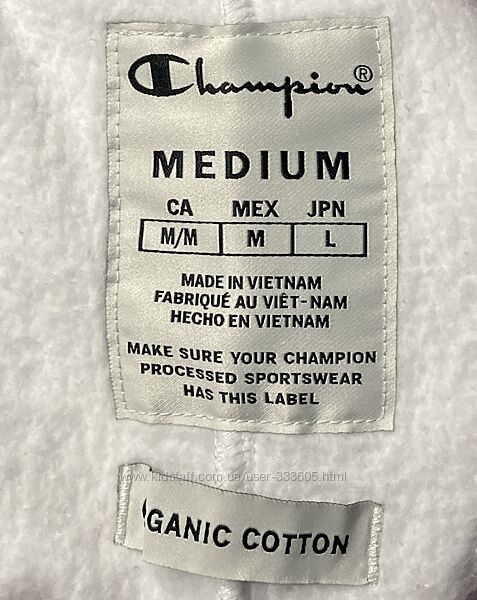 Champion®
MEDIUM
CA MEX JPN
M/M M L
MADE IN VIETNAM
FABRIQUÉ AU VIÊT-NAM
HECHO EN VIETNAM
MAKE SURE YOUR CHAMPION
PROCESSED SPORTSWEAR
HAS THIS LABEL
www.kidstaff.com.ua/user-333605.html
GANIC COTTON